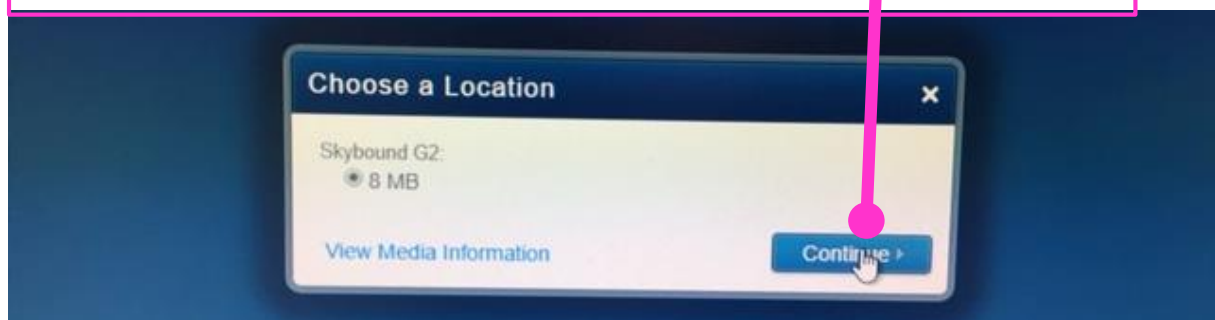 Choose a Location
×
Skybound G2:
8 MB
View Media Information
Continue